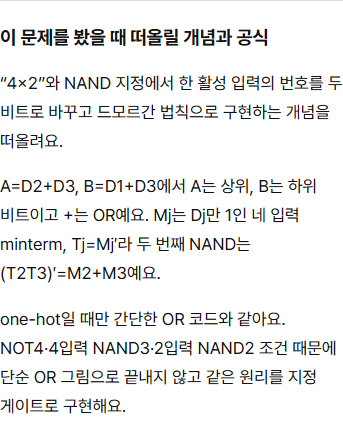 이 문제를 봤을 때 떠올릴 개념과 공식
“4×2”와 NAND 지정에서 한 활성 입력의 번호를 두
비트로 바꾸고 드모르간 법칙으로 구현하는 개념을
떠올려요.
A=D2+D3, B=D1+D3에서 A는 상위, B는 하위
비트이고 +는 OR예요. Mj는 Dj만 1인 네 입력
minterm, Tj=Mj′라 두 번째 NAND는
(T2T3)′=M2+M3예요.
one-hot일 때만 간단한 OR 코드와 같아요.
NOT4·4입력 NAND3·2입력 NAND2 조건 때문에
단순 OR 그림으로 끝내지 않고 같은 원리를 지정
게이트로 구현해요.